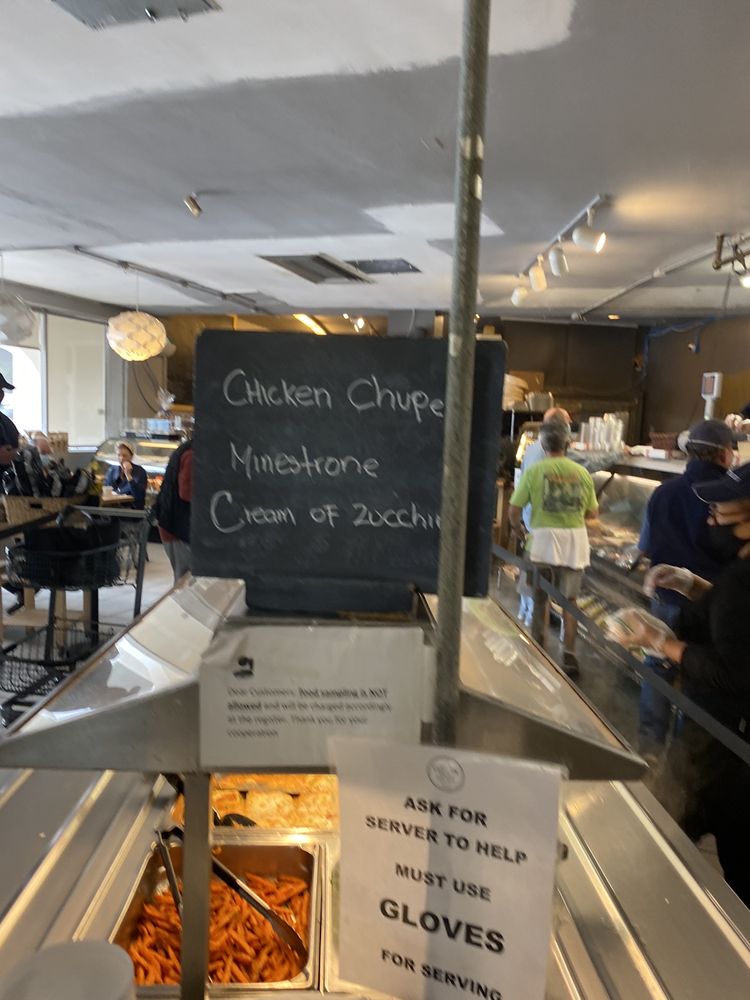 Chicken Chupe
Minestrone
Cream of Zucchi
Dear Customers, food sampling is NOT
allowed and will be charged accordingly
at the register. Thank you for your
cooperation
ASK FOR
SERVER TO HELP
MUST USE
GLOVES
FOR SERVING